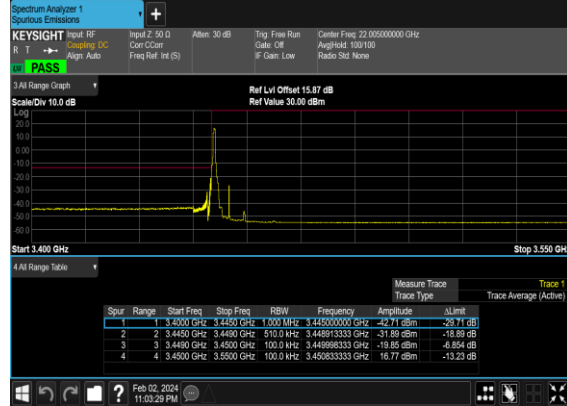 Spectrum Analyzer 1
Spurious Emissions
+
KEYSIGHT Input: RF Input Z: 50 Ω Atten: 30 dB Trig: Free Run Center Freq: 22.005000000 GHz
R T Coupling: DC Corr CCorr Gate: Off Avg|Hold: 100/100
Align: Auto Freq Ref: Int (S) IF Gain: Low Radio Std: None
PASS
3 All Range Graph
Ref Lvl Offset 15.87 dB
Scale/Div 10.0 dB Ref Value 30.00 dBm
Log
20.0
10.0
0.00
-10.0
-20.0
-30.0
-40.0
-50.0
-60.0
Start 3.400 GHz Stop 3.550 GHz
4 All Range Table
Measure Trace Trace 1
Trace Type Trace Average (Active)
Spur Range Start Freq Stop Freq RBW Frequency Amplitude ΔLimit
1 1 3.4000 GHz 3.4450 GHz 1.000 MHz 3.445000000 GHz -42.71 dBm -29.71 dB
2 2 3.4450 GHz 3.4490 GHz 510.0 kHz 3.448913333 GHz -31.89 dBm -18.89 dB
3 3 3.4490 GHz 3.4500 GHz 100.0 kHz 3.449998333 GHz -19.85 dBm -6.854 dB
4 4 3.4500 GHz 3.5500 GHz 100.0 kHz 3.450833333 GHz 16.77 dBm -13.23 dB
? Feb 02, 2024
11:03:29 PM